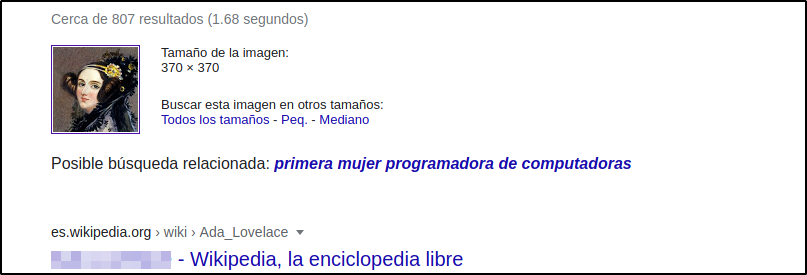 Cerca de 807 resultados (1.68 segundos)
Tamaño de la imagen:
370 × 370
Buscar esta imagen en otros tamaños:
Todos los tamaños - Peq. - Mediano
Posible búsqueda relacionada: primera mujer programadora de computadoras
es.wikipedia.org › wiki › Ada_Lovelace
- Wikipedia, la enciclopedia libre